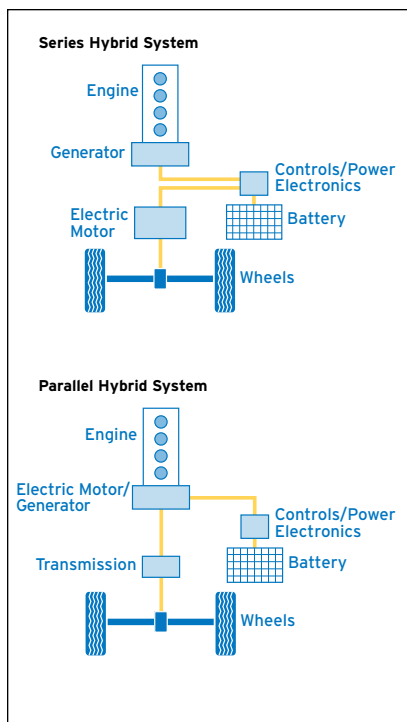 Series Hybrid System
Engine
Generator
Controls/Power
Electronics
Electric
Motor
Battery
Wheels
Parallel Hybrid System
Engine
Electric Motor/
Generator
Controls/Power
Electronics
Transmission
Battery
Wheels